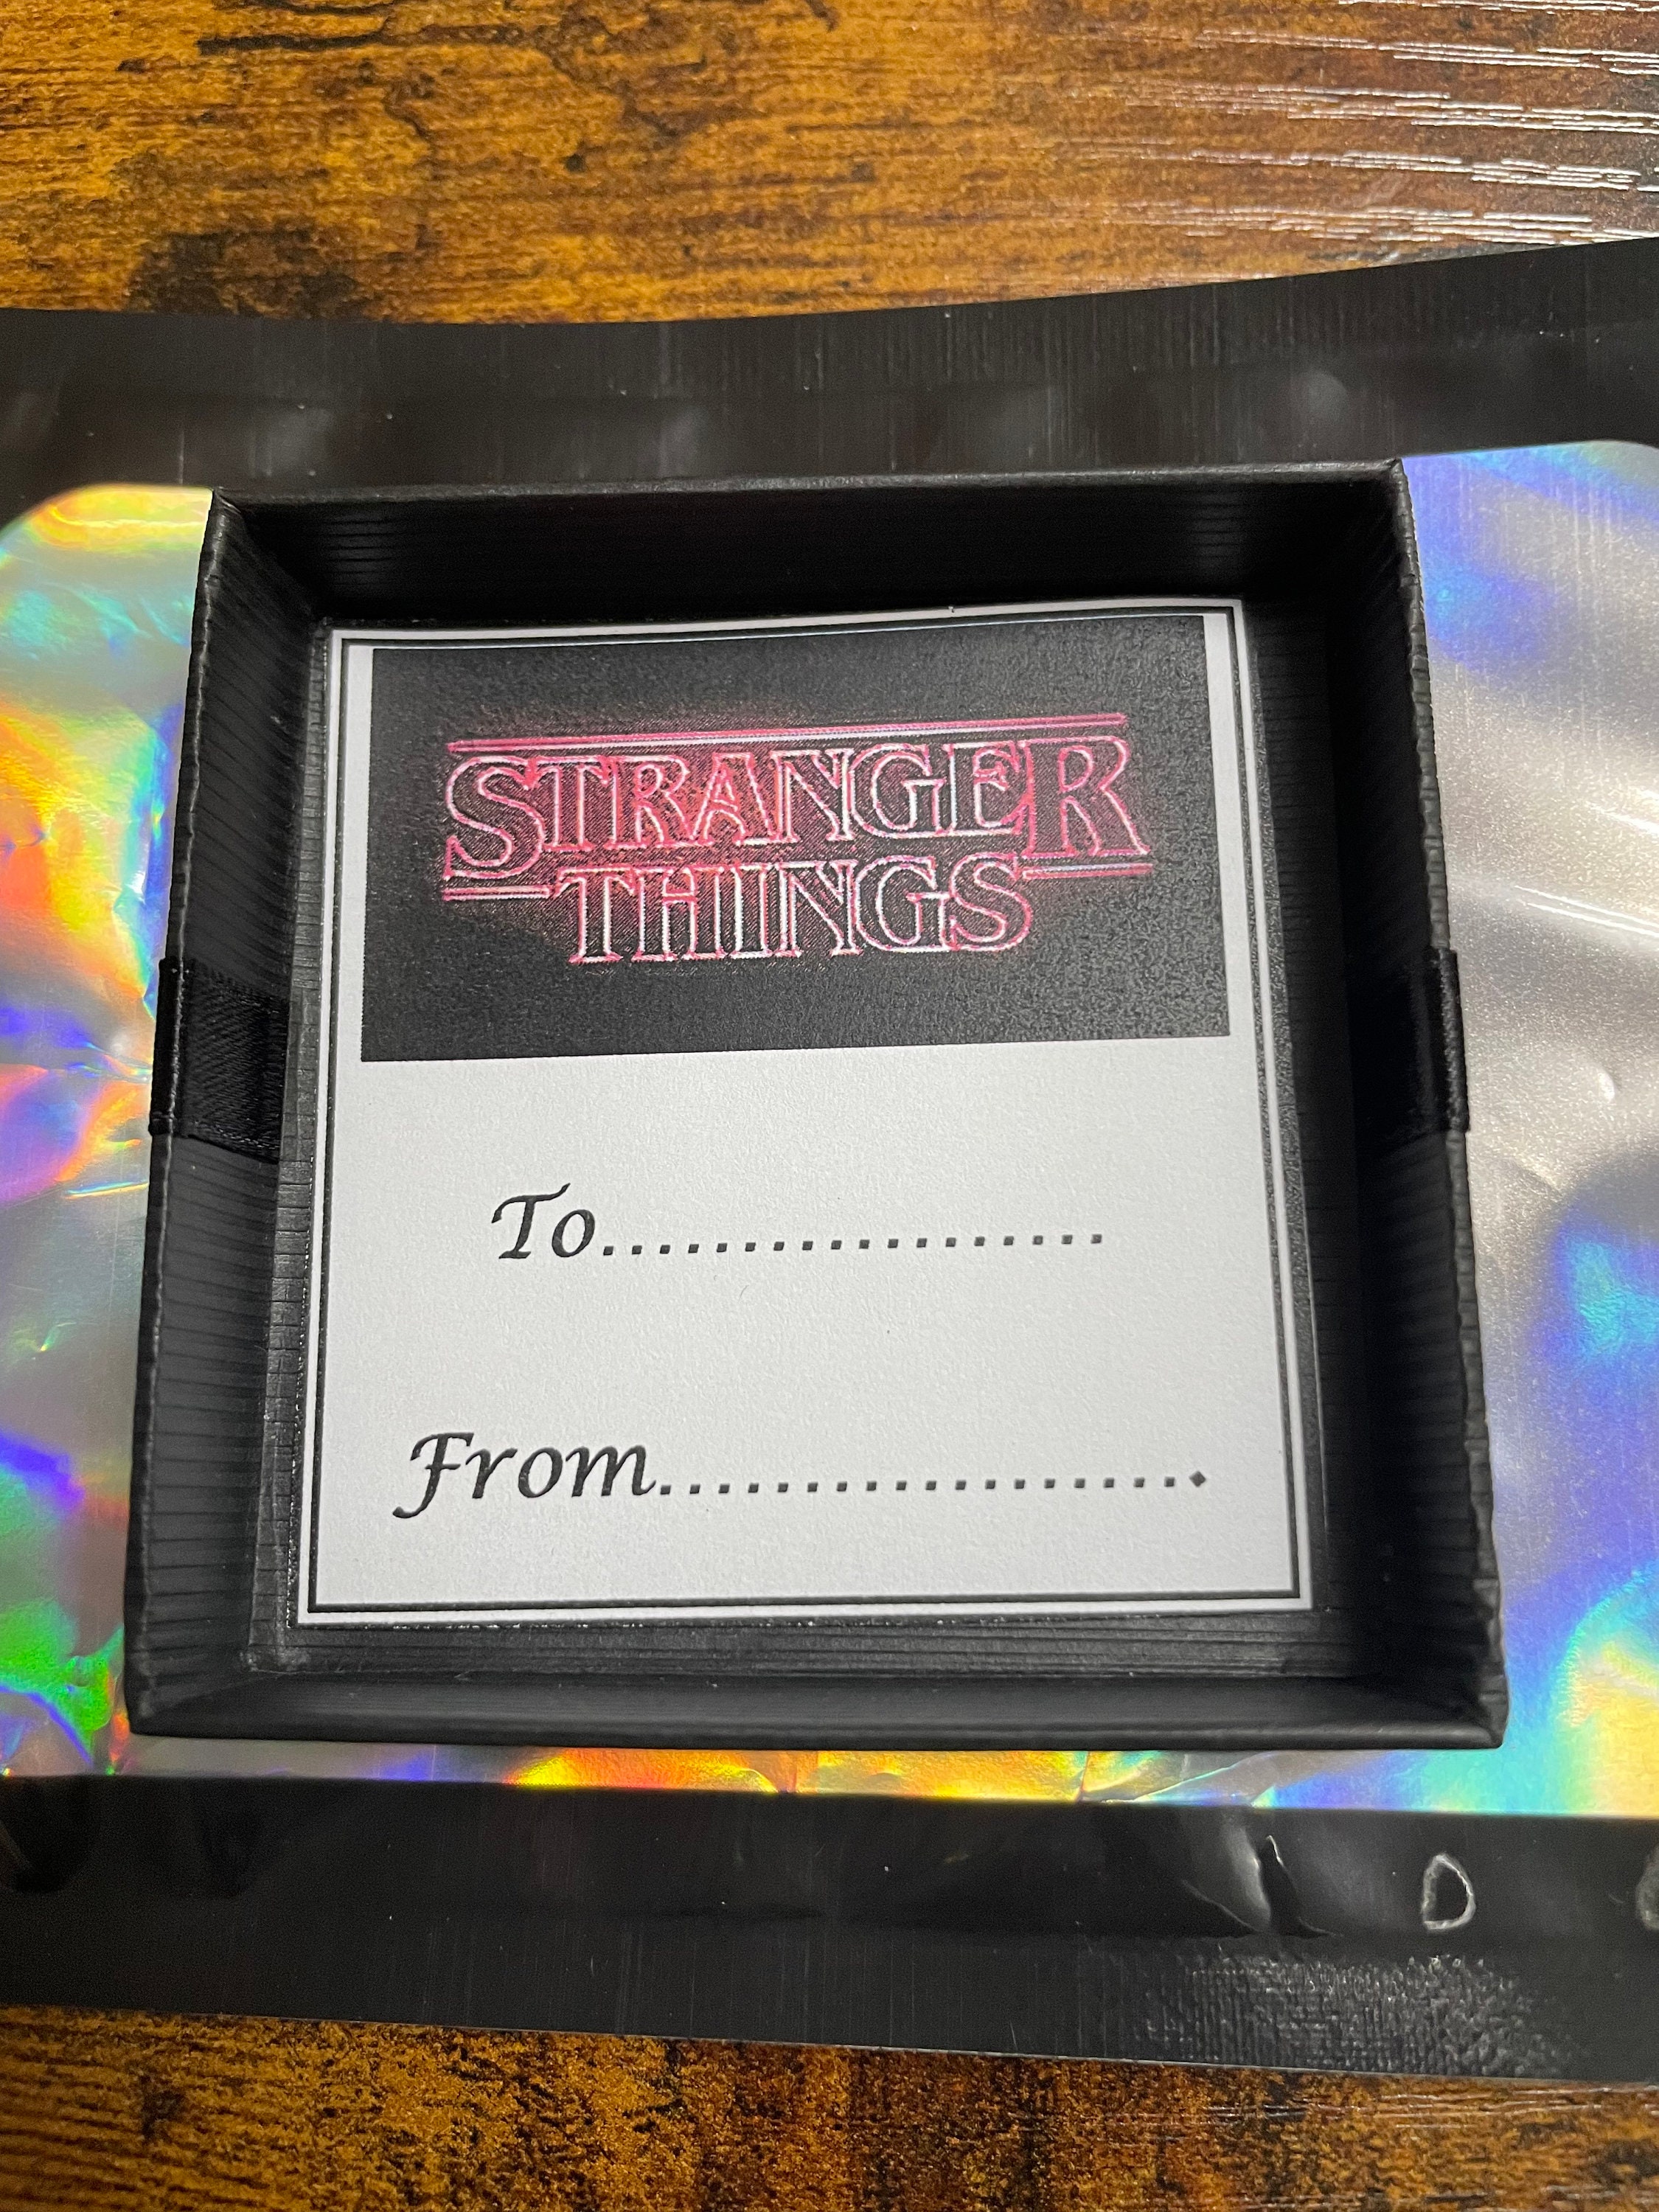 STRANGER
THINGS
To..................
From...................
D